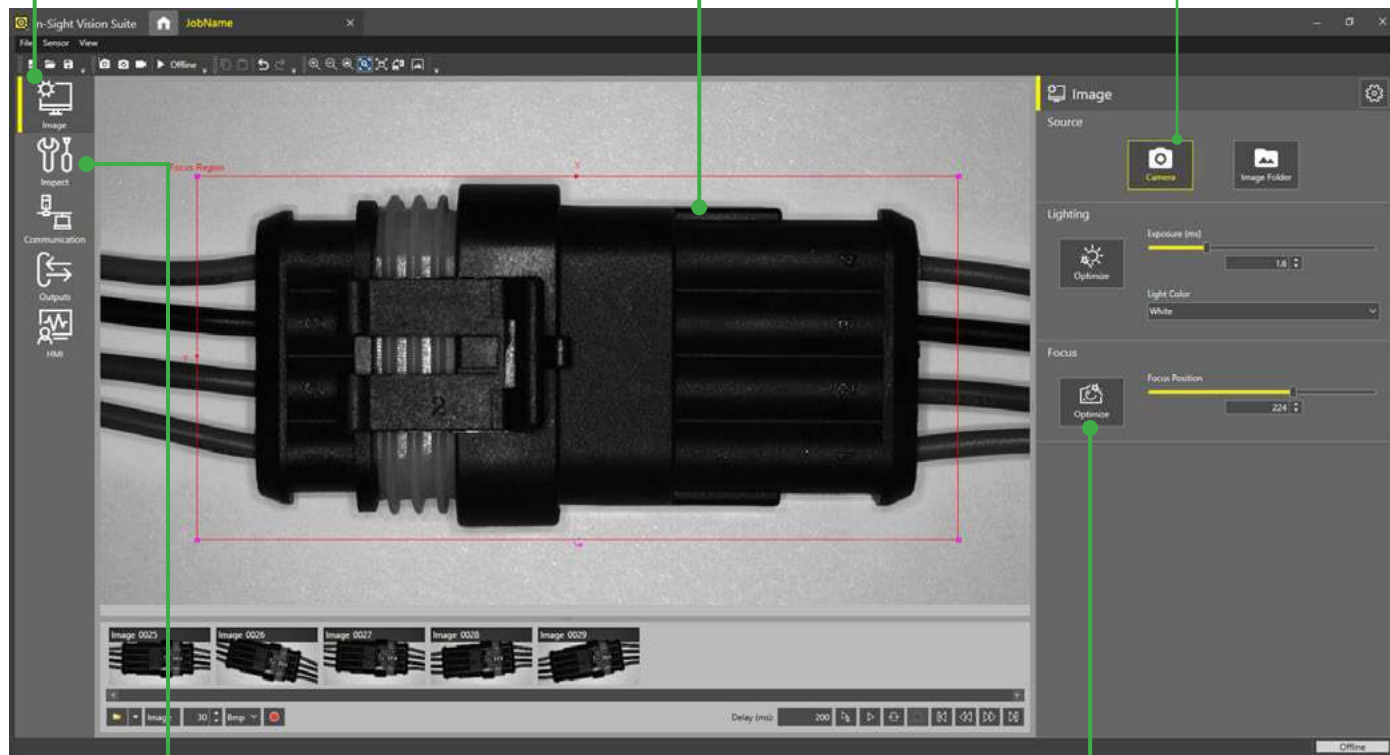 In-Sight Vision Suite
JobName
File Sensor View
Offline
Image
Inspect
Communication
Outputs
HMI
Focus Region
X
Y
2
Image 0025
Image 0026
Image 0027
Image 0028
Image 0029
Image 30 Bmp
Delay (ms): 200
Image
Source
Camera
Image Folder
Lighting
Optimize
Exposure (ms)
1.6
Light Color
White
Focus
Optimize
Focus Position
224
Offline